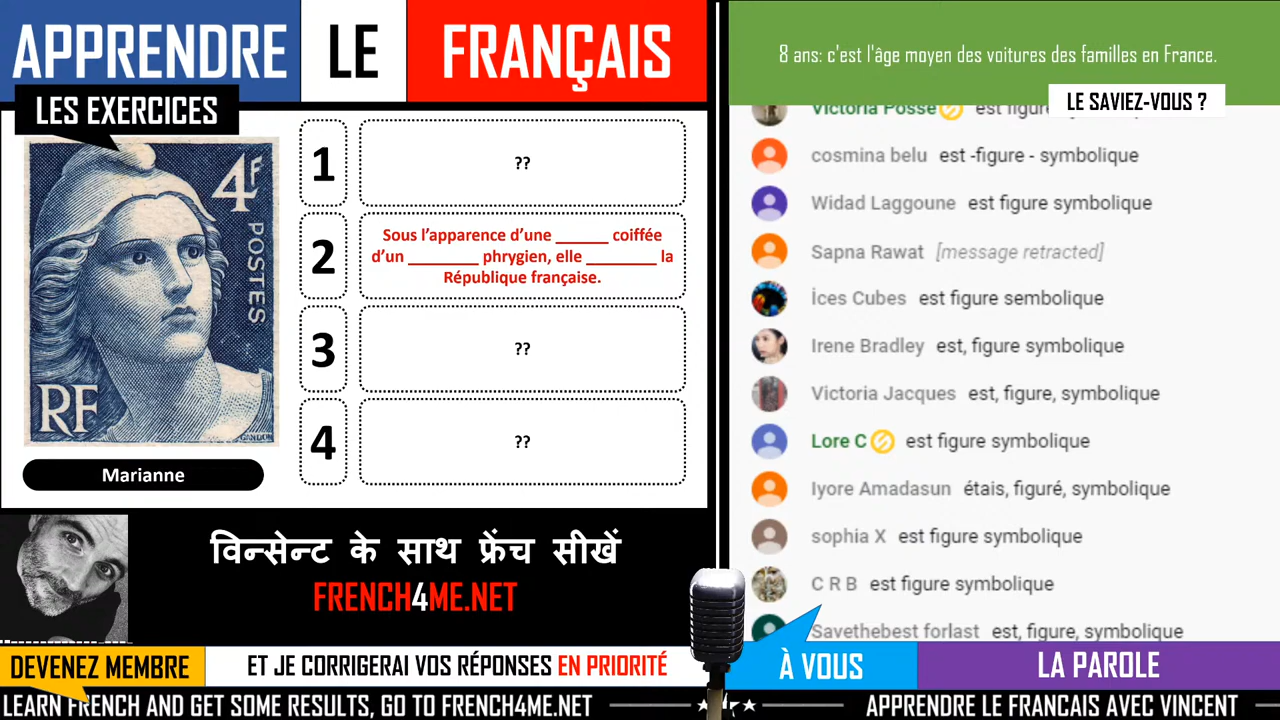 APPRENDRE LE FRANÇAIS
LES EXERCICES
4F
POSTES
RF
GANDON
Marianne
1
??
2
Sous l'apparence d'une ______ coiffée
d'un ________ phrygien, elle ________ la
République française.
3
??
4
??
विन्सेन्ट के साथ फ्रेंच सीखें
FRENCH4ME.NET
DEVENEZ MEMBRE
ET JE CORRIGERAI VOS RÉPONSES EN PRIORITÉ
8 ans: c'est l'âge moyen des voitures des familles en France.
LE SAVIEZ-VOUS ?
Victoria Posse est figure
cosmina belu est -figure - symbolique
Widad Laggoune est figure symbolique
Sapna Rawat [message retracted]
İces Cubes est figure sembolique
Irene Bradley est, figure symbolique
Victoria Jacques est, figure, symbolique
Lore C est figure symbolique
Iyore Amadasun étais, figuré, symbolique
sophia X est figure symbolique
C R B est figure symbolique
Savethebest forlast est, figure, symbolique
À VOUS
LA PAROLE
LEARN FRENCH AND GET SOME RESULTS, GO TO FRENCH4ME.NET
APPRENDRE LE FRANCAIS AVEC VINCENT